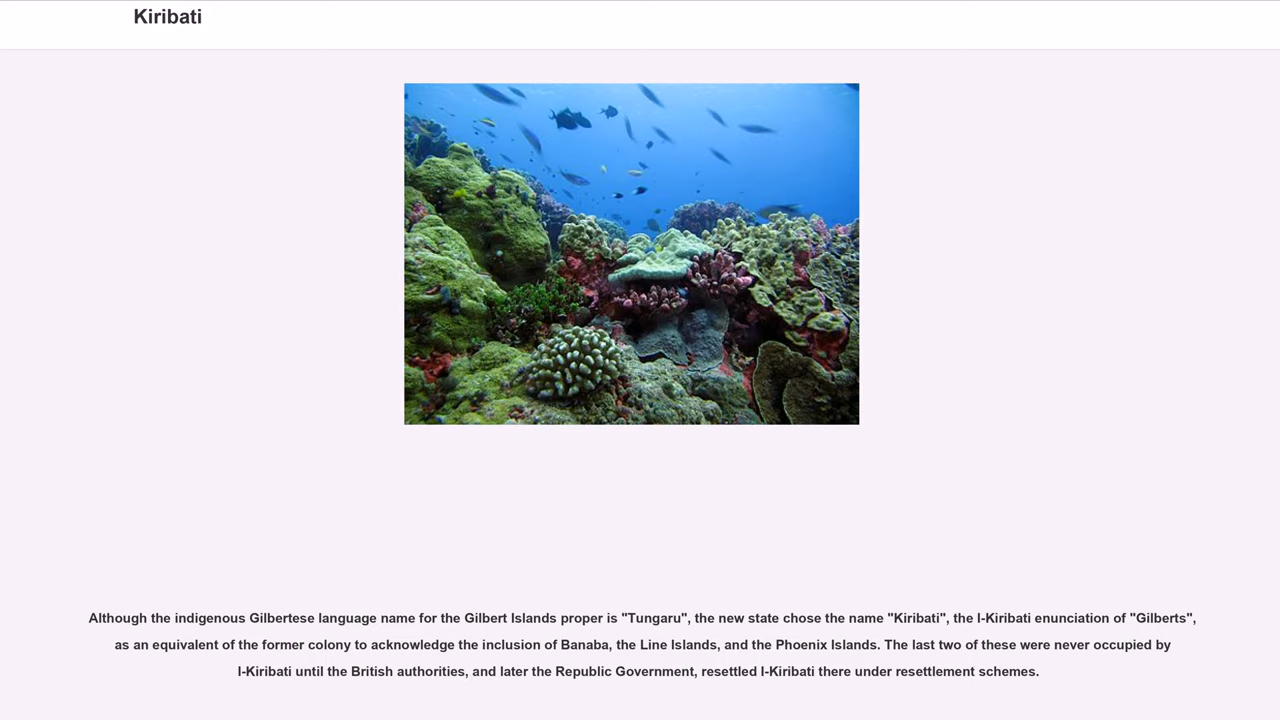 Kiribati
Although the indigenous Gilbertese language name for the Gilbert Islands proper is "Tungaru", the new state chose the name "Kiribati", the I-Kiribati enunciation of "Gilberts",
as an equivalent of the former colony to acknowledge the inclusion of Banaba, the Line Islands, and the Phoenix Islands. The last two of these were never occupied by
I-Kiribati until the British authorities, and later the Republic Government, resettled I-Kiribati there under resettlement schemes.